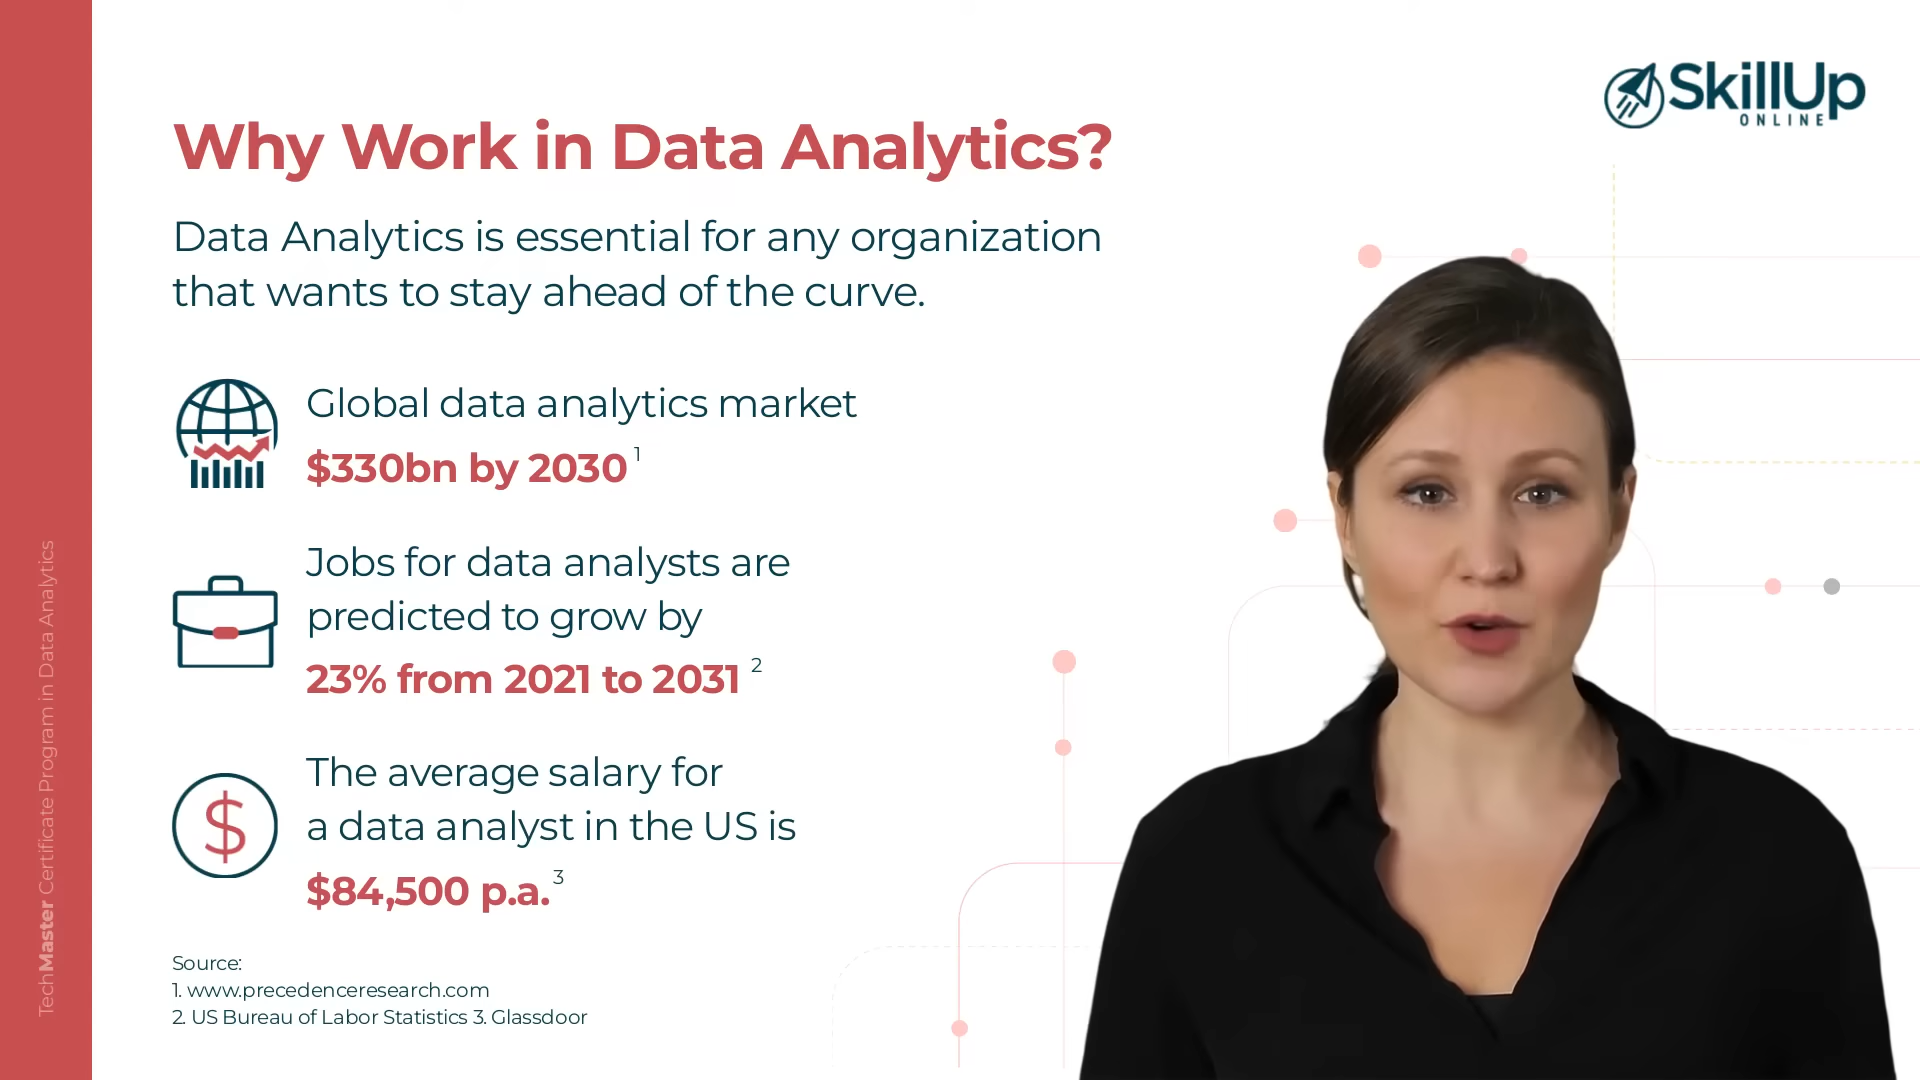 SkillUp
ONLINE
Why Work in Data Analytics?
Data Analytics is essential for any organization
that wants to stay ahead of the curve.
Global data analytics market
$330bn by 2030 1
Jobs for data analysts are
predicted to grow by
23% from 2021 to 2031 2
The average salary for
a data analyst in the US is
$84,500 p.a. 3
Source:
1. www.precedenceresearch.com
2. US Bureau of Labor Statistics 3. Glassdoor
TechMaster Certificate Program in Data Analytics